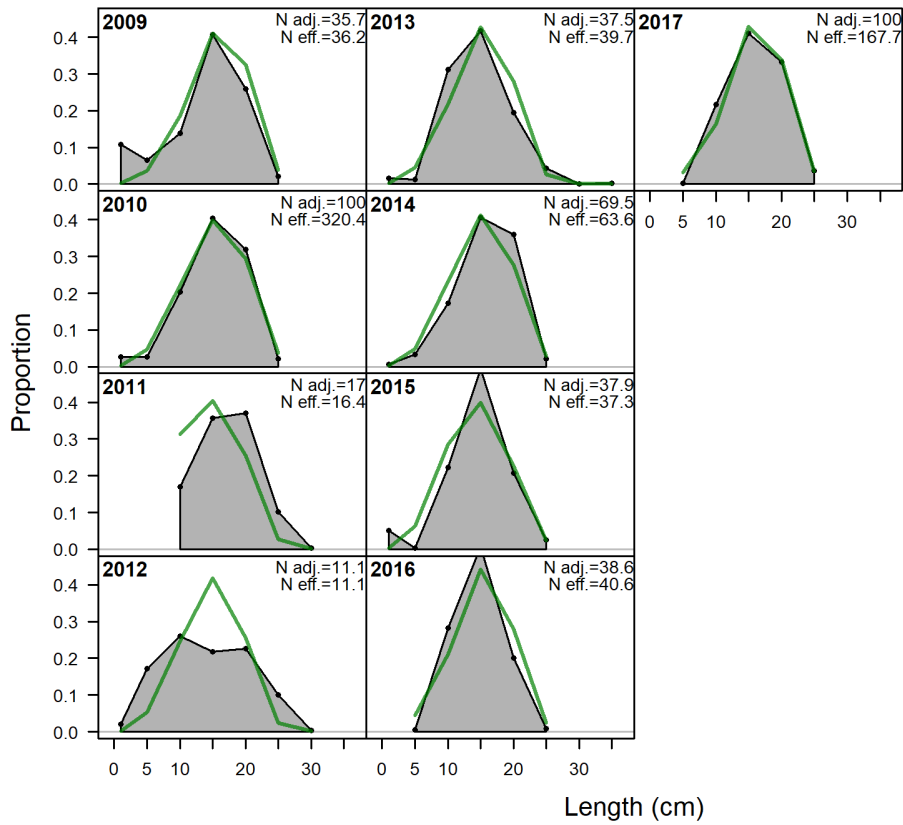 2009
N adj.=35.7
N eff.=36.2
2013
N adj.=37.5
N eff.=39.7
2017
N adj.=100
N eff.=167.7
0.4
0.3
0.2
0.1
0.0
2010
N adj.=100
N eff.=320.4
2014
N adj.=69.5
N eff.=63.6
0 5 10 20 30
0.4
0.3
0.2
0.1
0.0
2011
N adj.=17
N eff.=16.4
2015
N adj.=37.9
N eff.=37.3
0.4
0.3
0.2
0.1
0.0
2012
N adj.=11.1
N eff.=11.1
2016
N adj.=38.6
N eff.=40.6
0.4
0.3
0.2
0.1
0.0
0 5 10 20 30
0 5 10 20 30
Proportion
Length (cm)